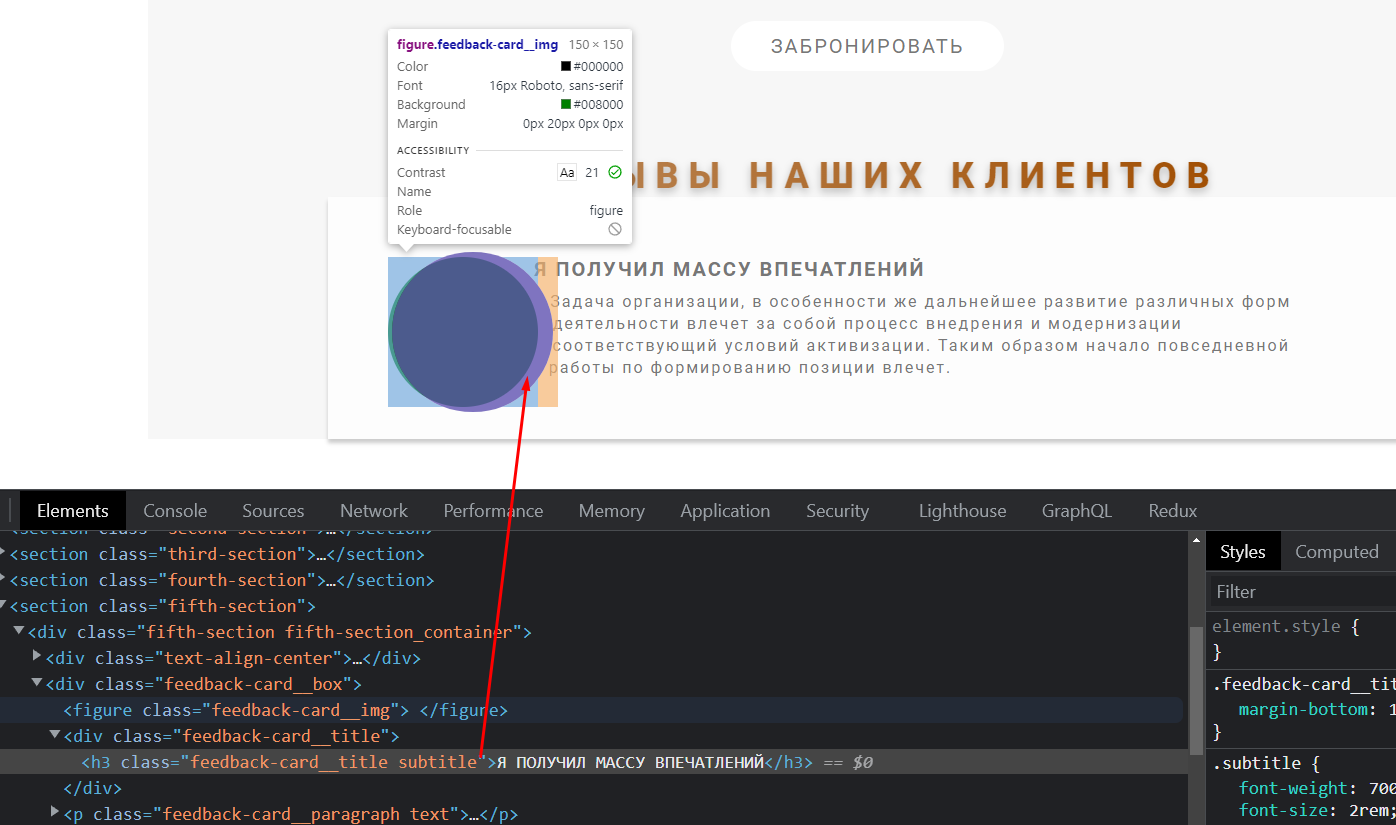 figure.feedback-card__img 150 × 150
ЗАБРОНИРОВАТЬ
Color #000000
Font 16px Roboto, sans-serif
Background #008000
Margin 0px 20px 0px 0px
ACCESSIBILITY
Contrast Aa 21
Name
Role figure
Keyboard-focusable
ЫВЫ НАШИХ КЛИЕНТОВ
Я ПОЛУЧИЛ МАССУ ВПЕЧАТЛЕНИЙ
Задача организации, в особенности же дальнейшее развитие различных форм
деятельности влечет за собой процесс внедрения и модернизации
соответствующий условий активизации. Таким образом начало повседневной
работы по формированию позиции влечет.
Elements Console Sources Network Performance Memory Application Security Lighthouse GraphQL Redux
<section class="second-section">…</section>
<section class="third-section">…</section>
<section class="fourth-section">…</section>
<section class="fifth-section">
<div class="fifth-section fifth-section_container">
<div class="text-align-center">…</div>
<div class="feedback-card__box">
<figure class="feedback-card__img"> </figure>
<div class="feedback-card__title">
<h3 class="feedback-card__title subtitle">Я ПОЛУЧИЛ МАССУ ВПЕЧАТЛЕНИЙ</h3> == $0
</div>
<p class="feedback-card__paragraph text">…</p>
Styles Computed
Filter
element.style {
}
.feedback-card__tit
margin-bottom: 1
}
.subtitle {
font-weight: 700
font-size: 2rem;